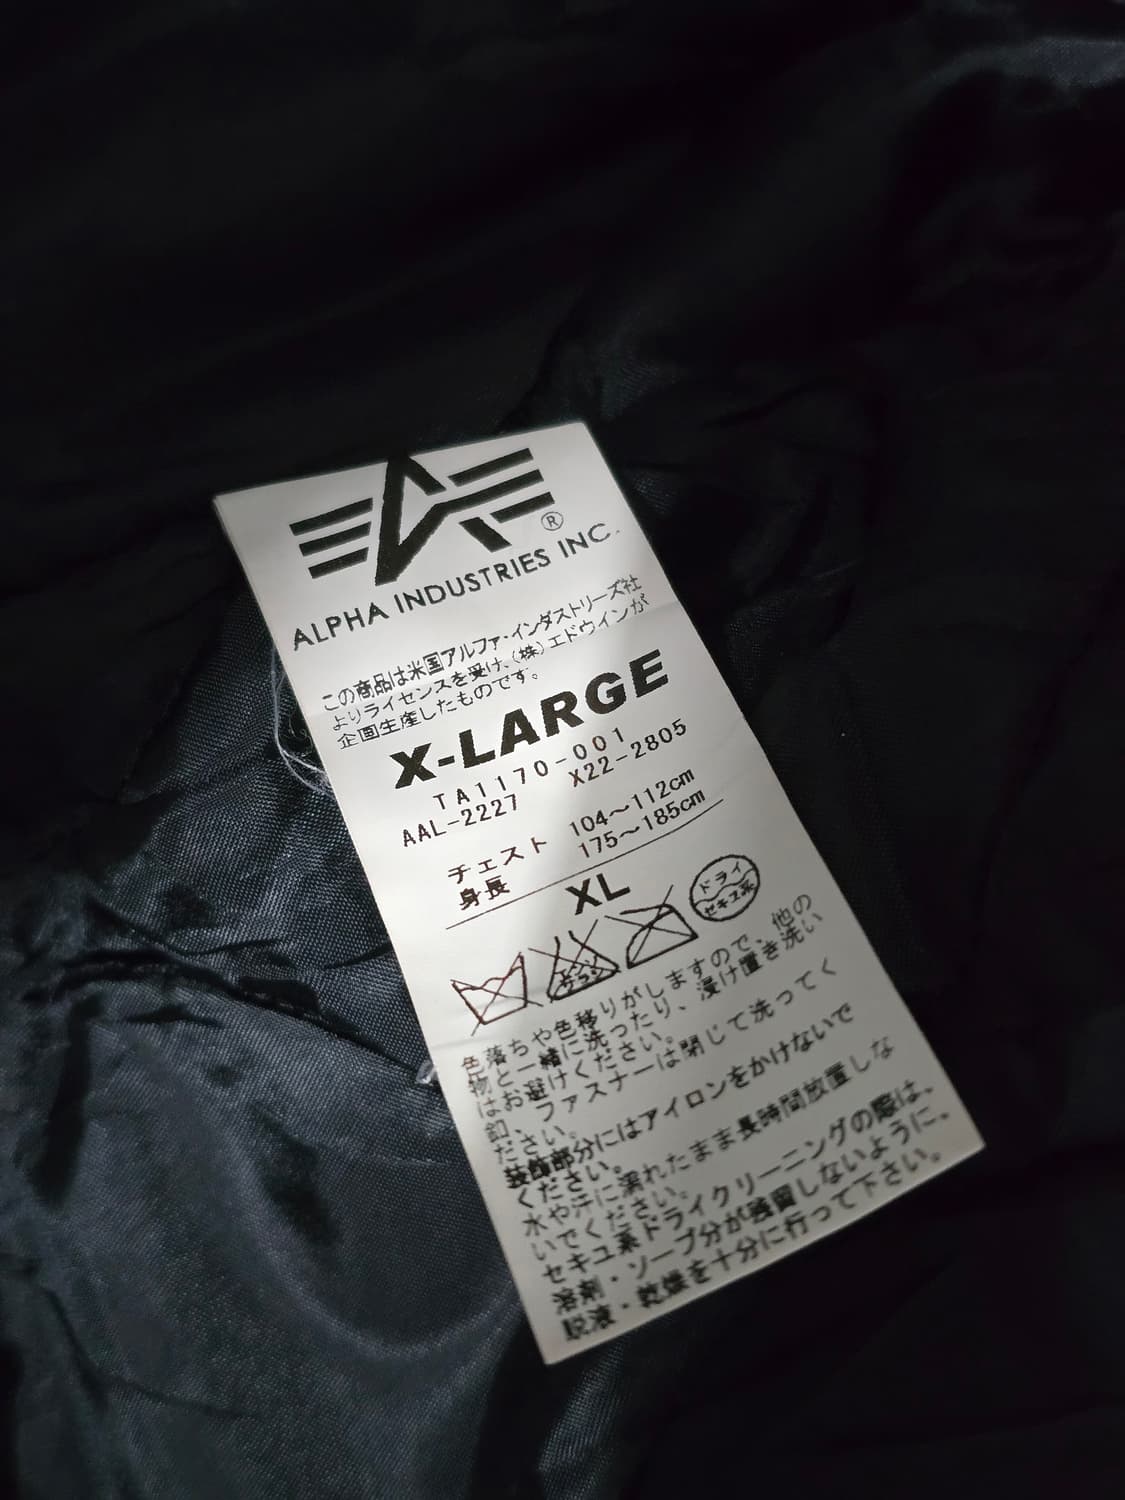 ®
ALPHA INDUSTRIES INC.
この商品は米国アルファ・インダストリーズ社
よりライセンスを受け、(株)エドウインが
企画生産したものです。
X-LARGE
TA1170-001
AAL-2227 X22-2805
チェスト 104〜112cm
身長 175〜185cm
XL
エンソ
サラシ
ドライ
セキユ系
色落ちや色移りがしますので、他の
物と一緒に洗ったり、浸け置き洗い
はお避けください。
釦、ファスナーは閉じて洗ってく
ださい。
装飾部分にはアイロンをかけないで
ください。
水や汗に濡れたまま長時間放置しな
いでください。
セキユ系ドライクリーニングの際は、
溶剤・ソープ分が残留しないように、
脱液・乾燥を十分に行って下さい。